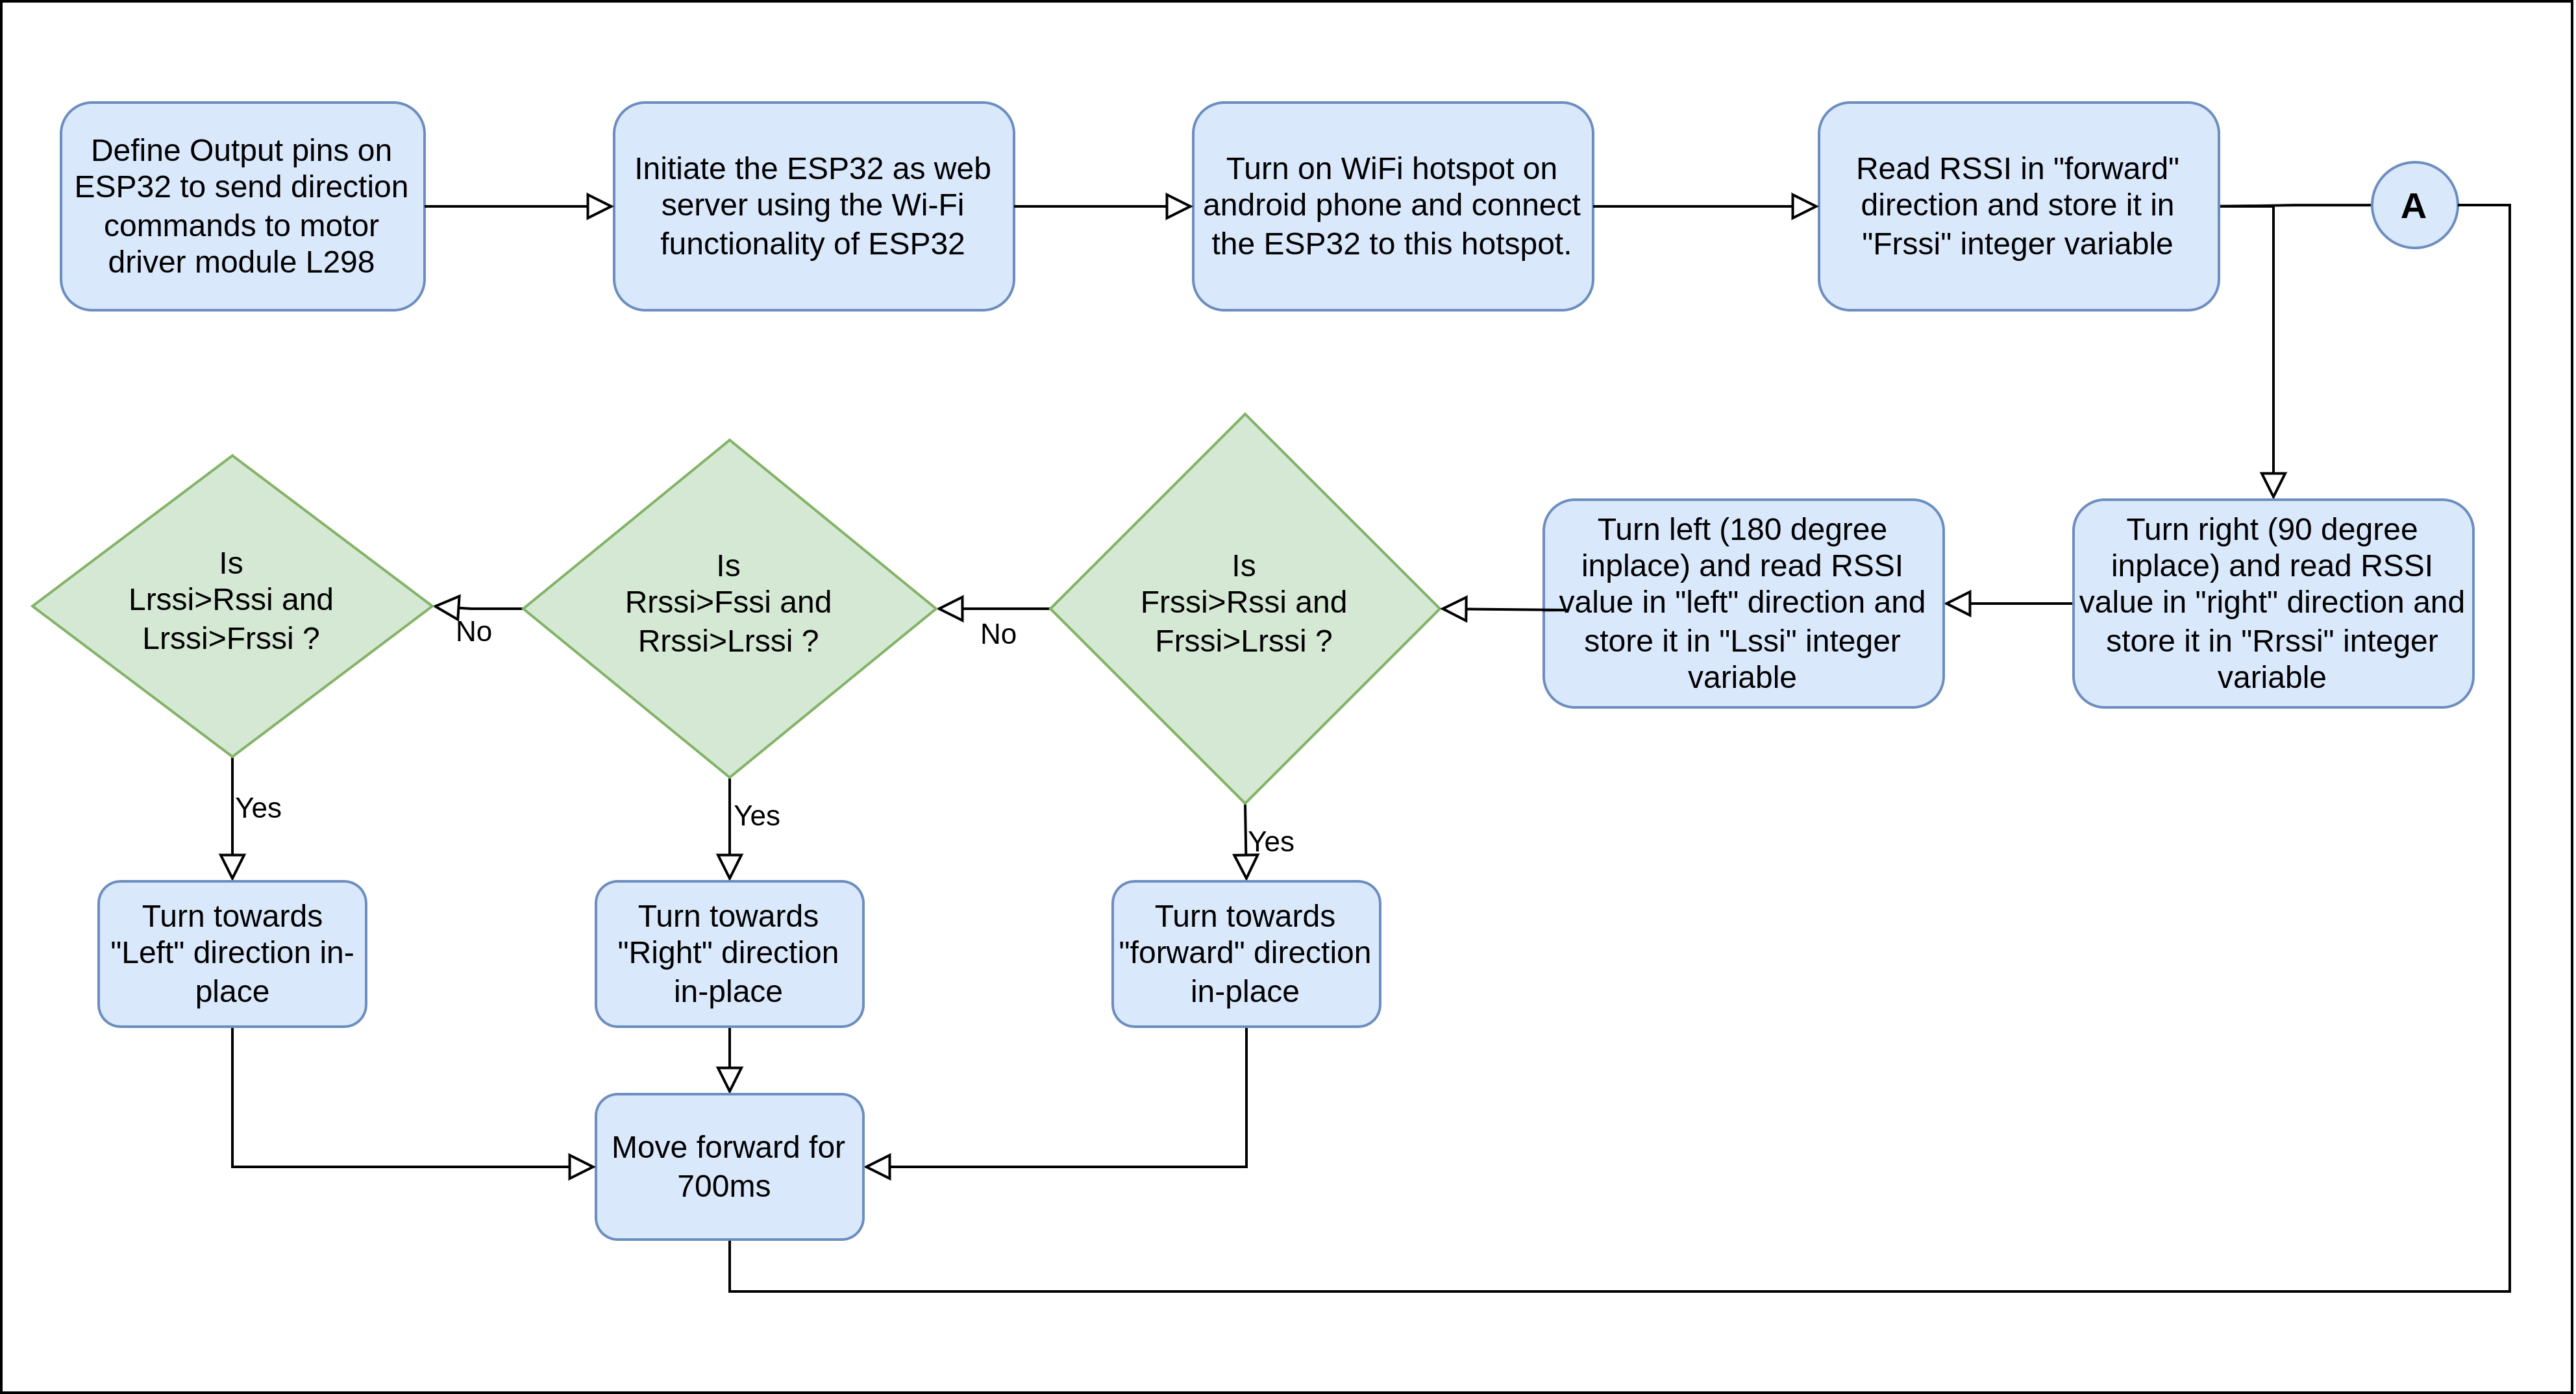 Define Output pins on
ESP32 to send direction
commands to motor
driver module L298
Initiate the ESP32 as web
server using the Wi-Fi
functionality of ESP32
Turn on WiFi hotspot on
android phone and connect
the ESP32 to this hotspot.
Read RSSI in "forward"
direction and store it in
"Frssi" integer variable
A
Turn right (90 degree
inplace) and read RSSI
value in "right" direction and
store it in "Rrssi" integer
variable
Turn left (180 degree
inplace) and read RSSI
value in "left" direction and
store it in "Lssi" integer
variable
Is
Frssi>Rssi and
Frssi>Lrssi ?
No
Yes
Is
Rrssi>Fssi and
Rrssi>Lrssi ?
No
Yes
Is
Lrssi>Rssi and
Lrssi>Frssi ?
Yes
Turn towards
"Left" direction in-
place
Turn towards
"Right" direction
in-place
Turn towards
"forward" direction
in-place
Move forward for
700ms